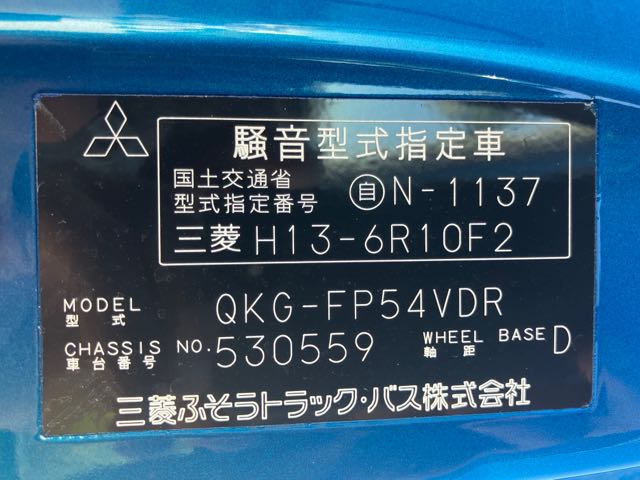 騒音型式指定車
国土交通省
型式指定番号 自 N-1137
三菱 H13-6R10F2
MODEL
型式 QKG-FP54VDR
CHASSIS NO. 530559 WHEEL BASE D
車台番号 軸距
三菱ふそうトラック・バス株式会社